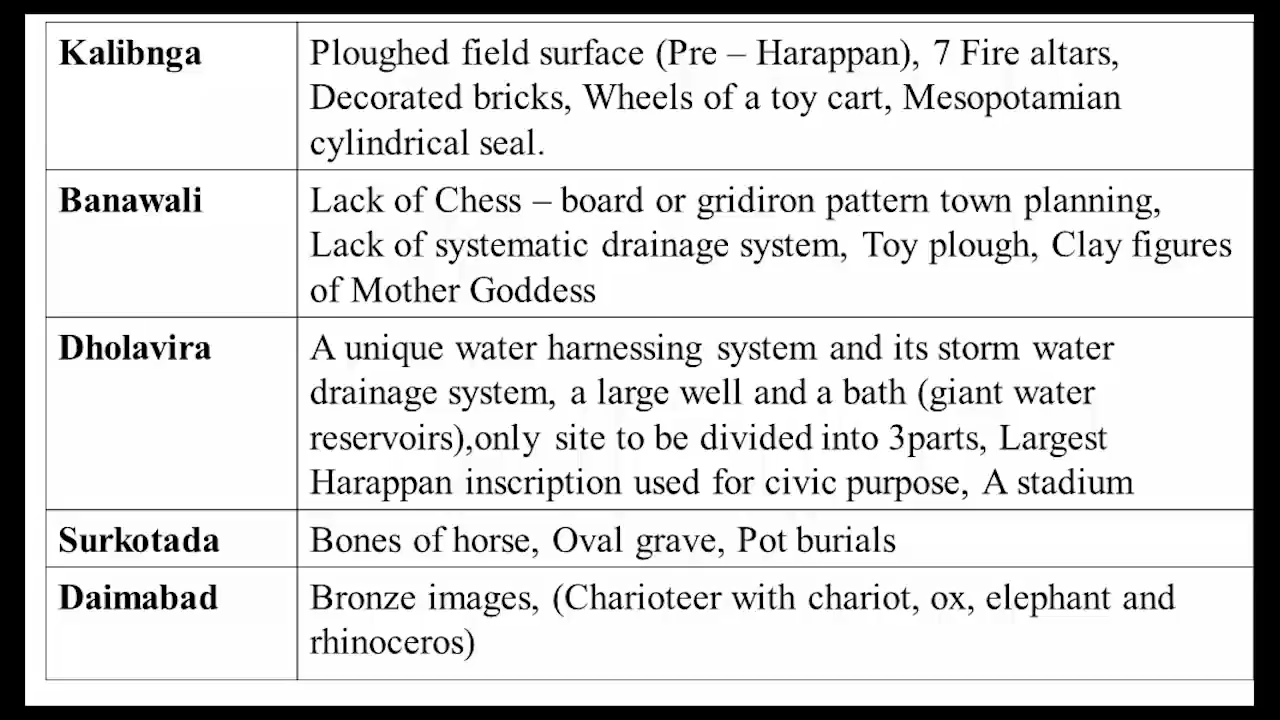 Kalibnga
Ploughed field surface (Pre – Harappan), 7 Fire altars,
Decorated bricks, Wheels of a toy cart, Mesopotamian
cylindrical seal.
Banawali
Lack of Chess – board or gridiron pattern town planning,
Lack of systematic drainage system, Toy plough, Clay figures
of Mother Goddess
Dholavira
A unique water harnessing system and its storm water
drainage system, a large well and a bath (giant water
reservoirs),only site to be divided into 3parts, Largest
Harappan inscription used for civic purpose, A stadium
Surkotada
Bones of horse, Oval grave, Pot burials
Daimabad
Bronze images, (Charioteer with chariot, ox, elephant and
rhinoceros)